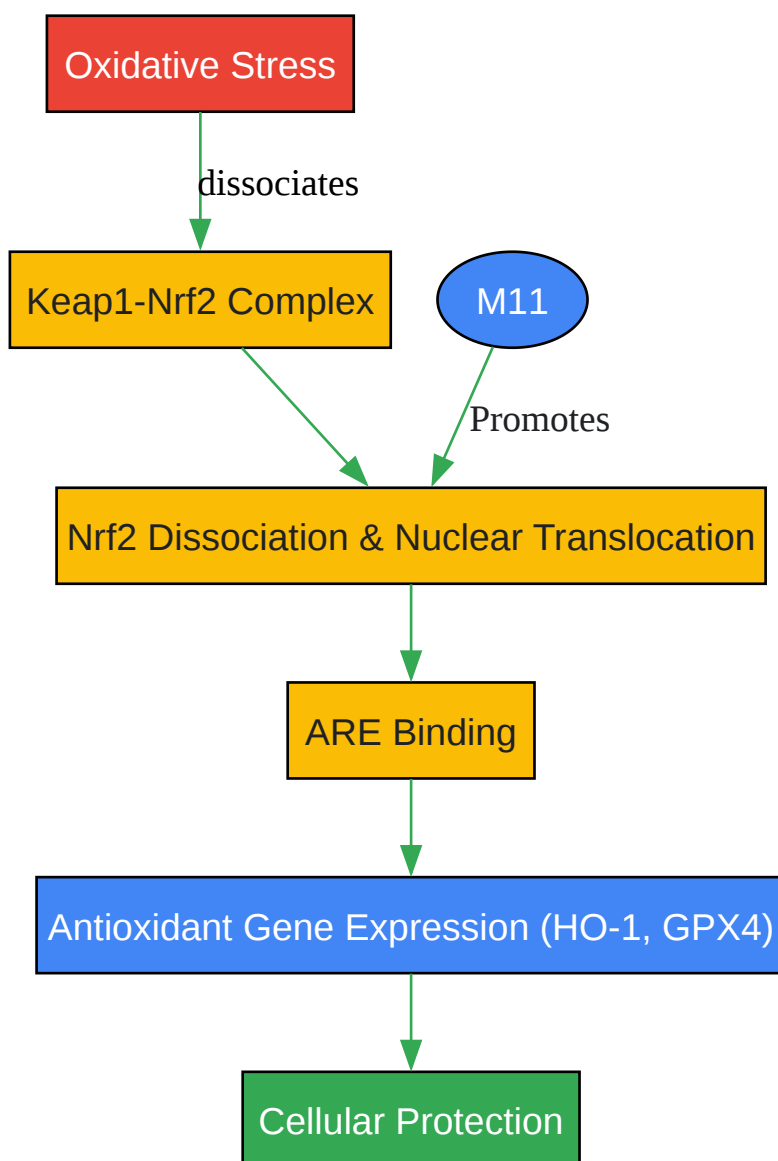 Oxidative Stress
dissociates
Keap1-Nrf2 Complex
M11
Promotes
Nrf2 Dissociation & Nuclear Translocation
ARE Binding
Antioxidant Gene Expression (HO-1, GPX4)
Cellular Protection